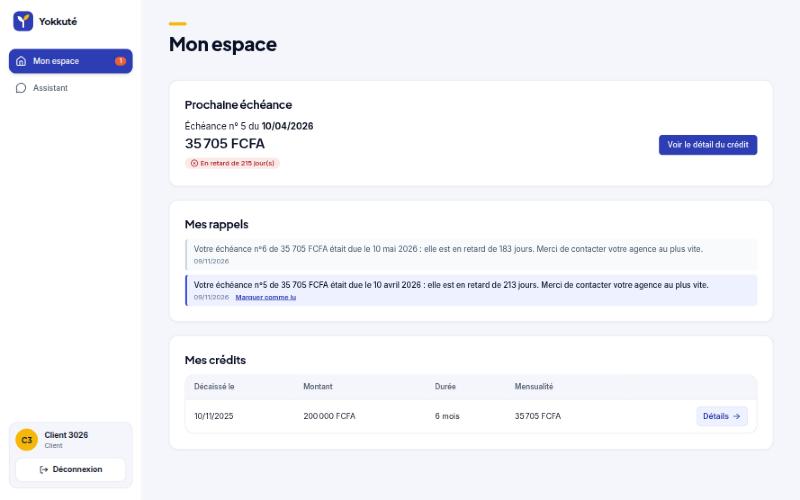 Yokkuté
Mon espace
1
Assistant
Mon espace
Prochaine échéance
Échéance n° 5 du 10/04/2026
35 705 FCFA
En retard de 215 jour(s)
Voir le détail du crédit
Mes rappels
Votre échéance n°6 de 35 705 FCFA était due le 10 mai 2026 : elle est en retard de 183 jours. Merci de contacter votre agence au plus vite.
09/11/2026
Votre échéance n°5 de 35 705 FCFA était due le 10 avril 2026 : elle est en retard de 213 jours. Merci de contacter votre agence au plus vite.
09/11/2026 Marquer comme lu
Mes crédits
Décaissé le Montant Durée Mensualité
10/11/2025 200 000 FCFA 6 mois 35 705 FCFA Détails →
C3
Client 3026
Client
Déconnexion